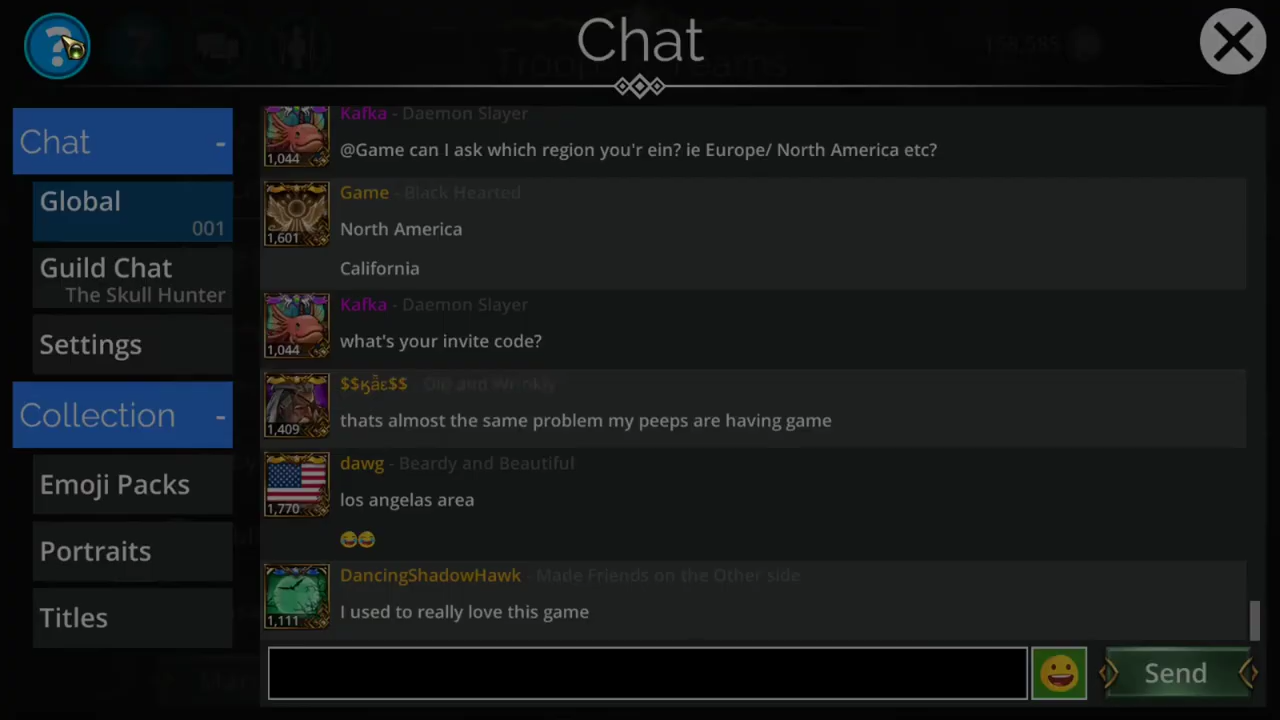 Chat
Chat -
Global
001
Guild Chat
The Skull Hunter
Settings
Collection -
Emoji Packs
Portraits
Titles
Kafka - Daemon Slayer
1,044
@Game can I ask which region you'r ein? ie Europe/ North America etc?
Game - Black Hearted
1,601
North America
California
Kafka - Daemon Slayer
1,044
what's your invite code?
Old and Wrinkly
1,409
thats almost the same problem my peeps are having game
dawg - Beardy and Beautiful
1,770
los angelas area
😂😂
DancingShadowHawk - Made Friends on the Other side
1,111
I used to really love this game
Send